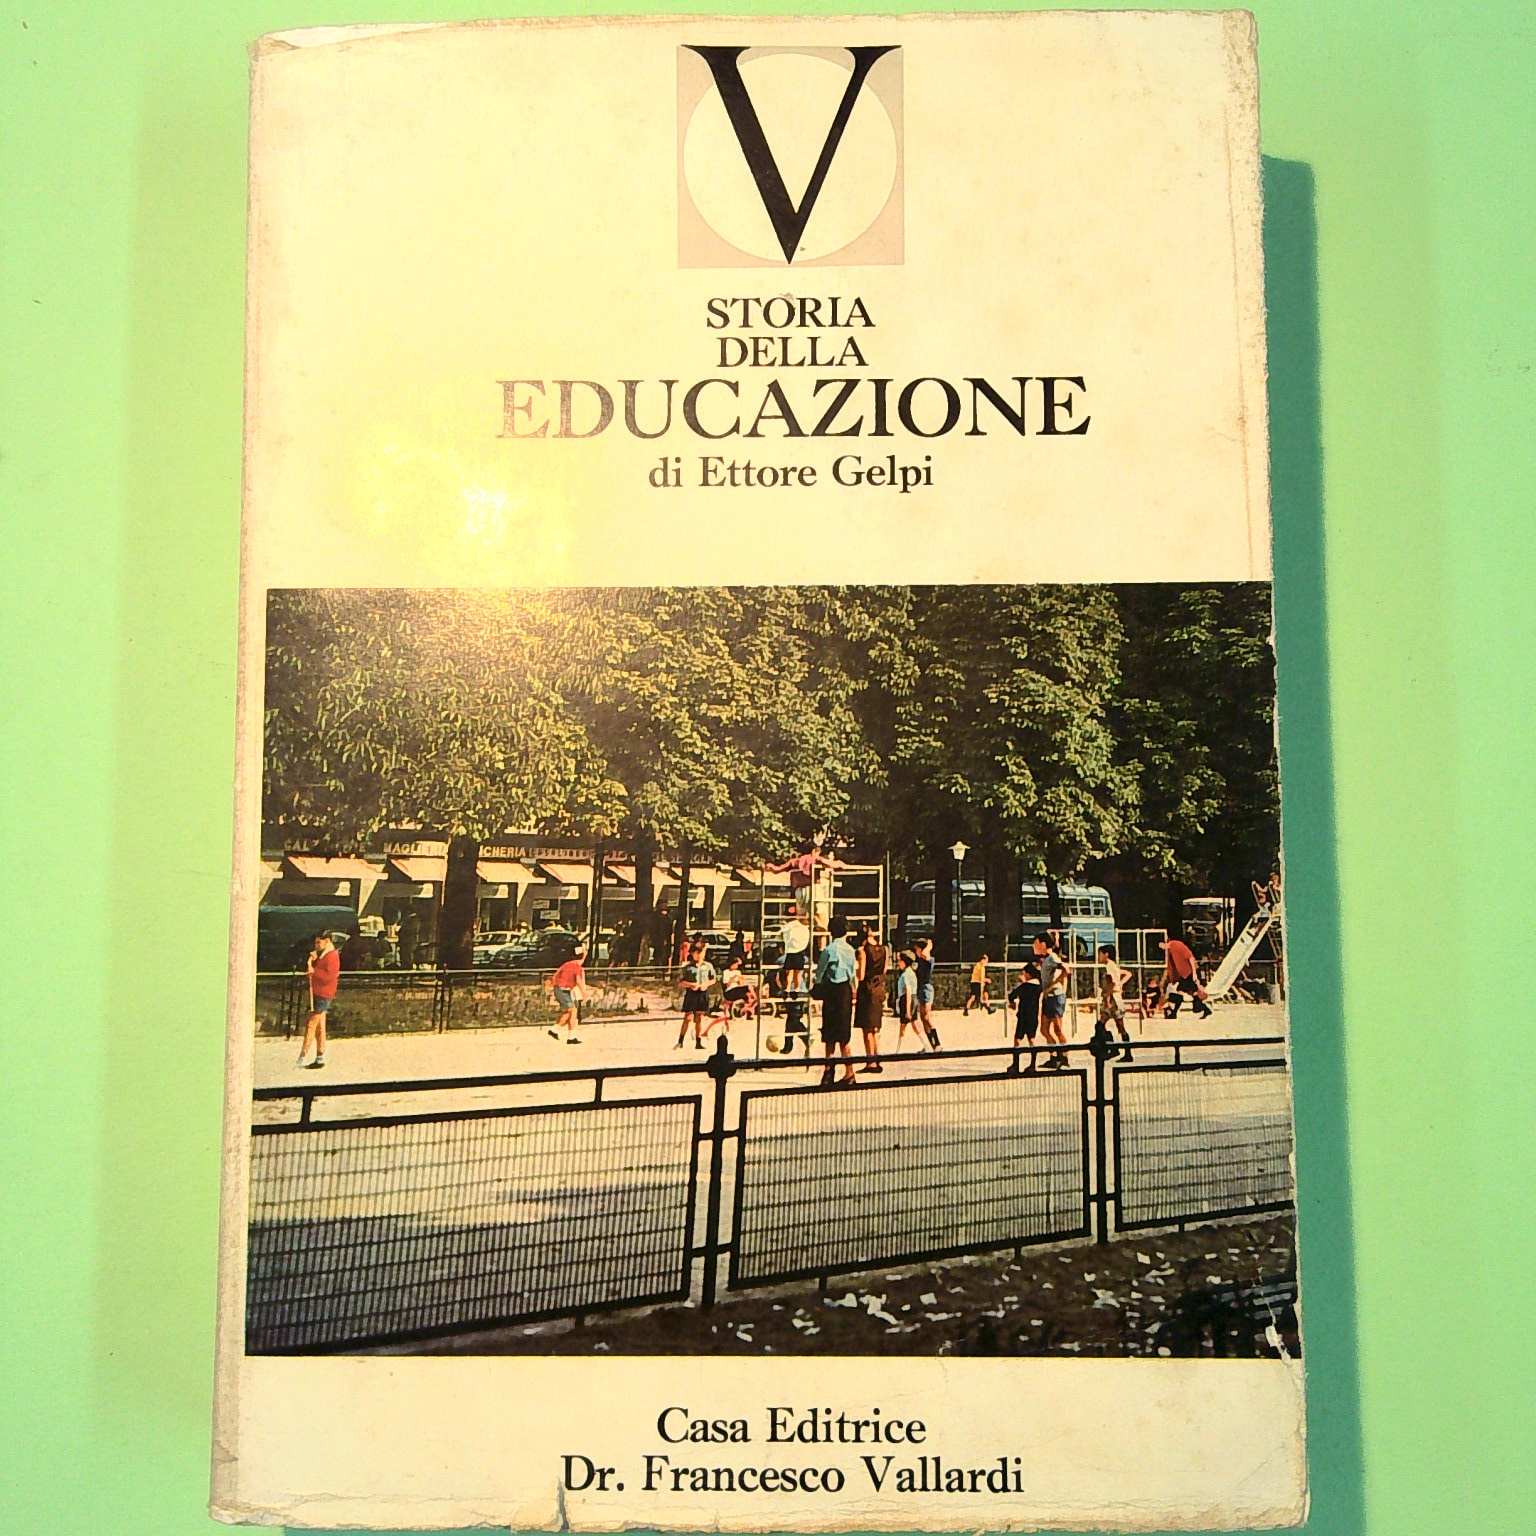 V
STORIA
DELLA
EDUCAZIONE
di Ettore Gelpi
Casa Editrice
Dr. Francesco Vallardi